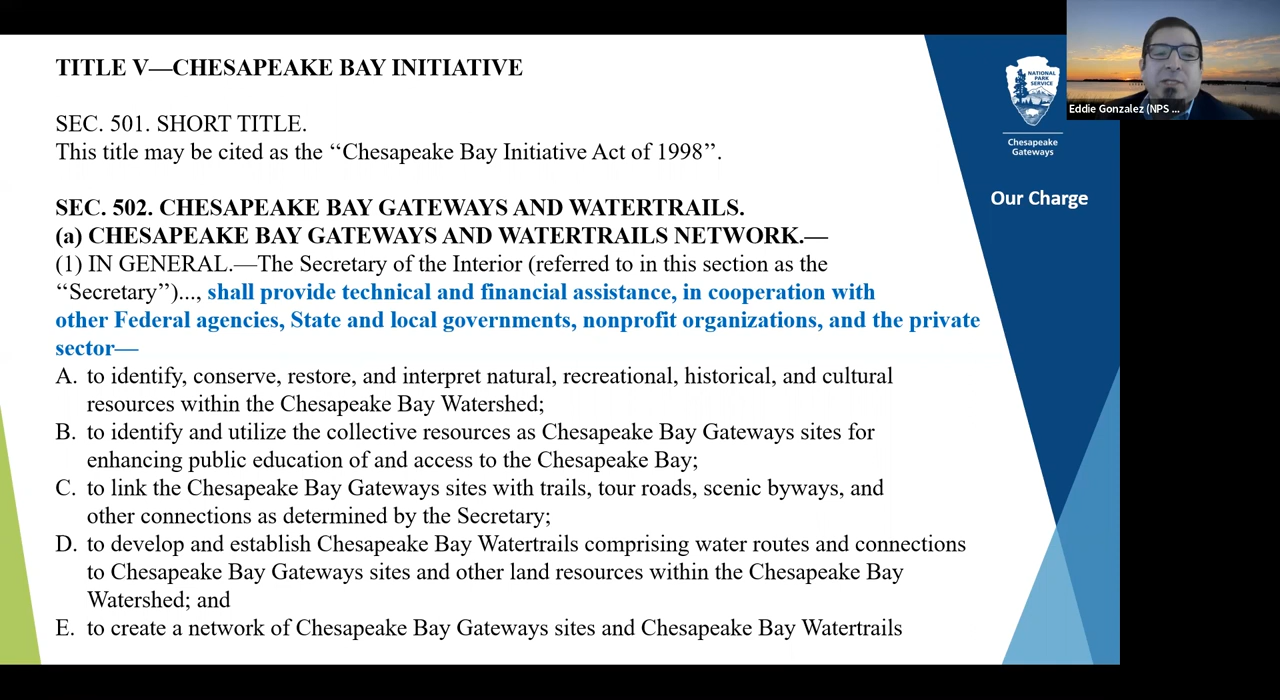 TITLE V—CHESAPEAKE BAY INITIATIVE
SEC. 501. SHORT TITLE.
This title may be cited as the ‘‘Chesapeake Bay Initiative Act of 1998’’.
SEC. 502. CHESAPEAKE BAY GATEWAYS AND WATERTRAILS.
(a) CHESAPEAKE BAY GATEWAYS AND WATERTRAILS NETWORK.—
(1) IN GENERAL.—The Secretary of the Interior (referred to in this section as the
‘‘Secretary’’)..., shall provide technical and financial assistance, in cooperation with
other Federal agencies, State and local governments, nonprofit organizations, and the private
sector—
A. to identify, conserve, restore, and interpret natural, recreational, historical, and cultural
resources within the Chesapeake Bay Watershed;
B. to identify and utilize the collective resources as Chesapeake Bay Gateways sites for
enhancing public education of and access to the Chesapeake Bay;
C. to link the Chesapeake Bay Gateways sites with trails, tour roads, scenic byways, and
other connections as determined by the Secretary;
D. to develop and establish Chesapeake Bay Watertrails comprising water routes and connections
to Chesapeake Bay Gateways sites and other land resources within the Chesapeake Bay
Watershed; and
E. to create a network of Chesapeake Bay Gateways sites and Chesapeake Bay Watertrails
NATIONAL
PARK
SERVICE
Chesapeake
Gateways
Our Charge
Eddie Gonzalez (NPS ...